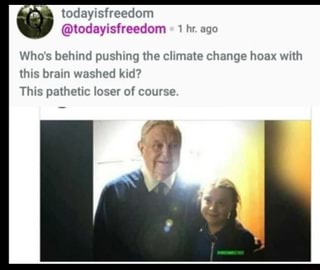 todayisfreedom
@todayisfreedom • 1 hr. ago
Who's behind pushing the climate change hoax with
this brain washed kid?
This pathetic loser of course.